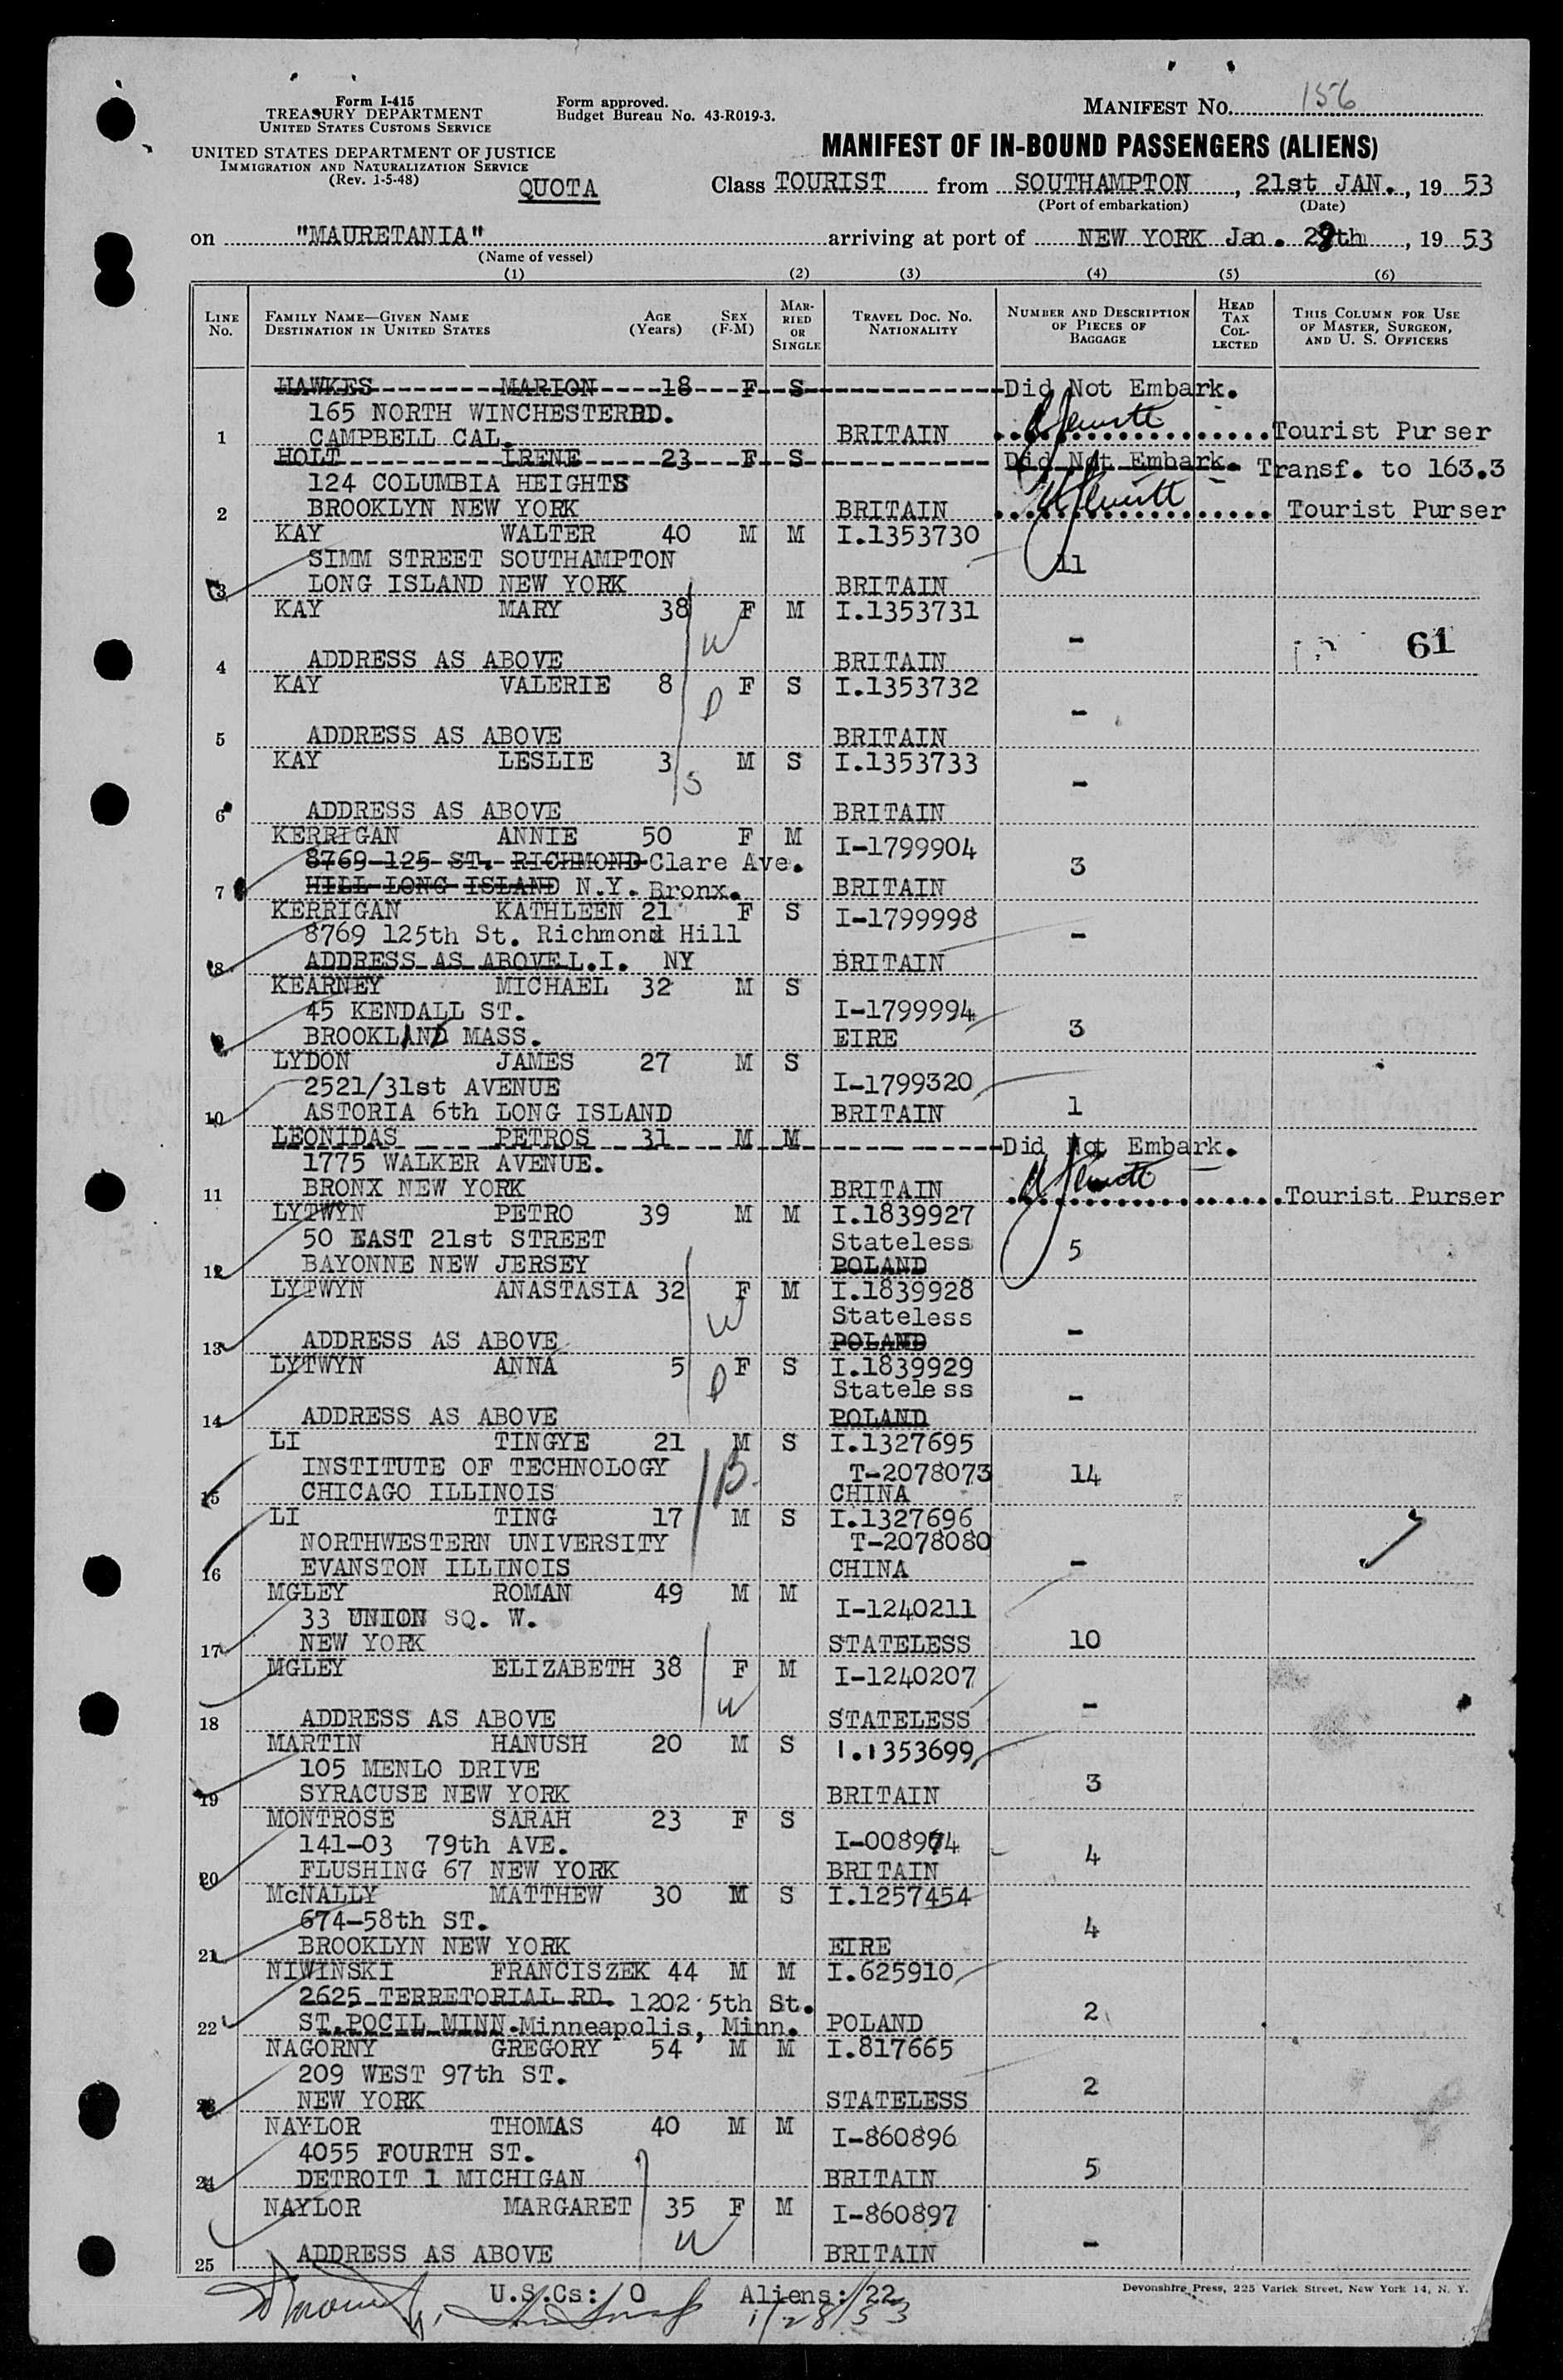 Form I-415
TREASURY DEPARTMENT
UNITED STATES CUSTOMS SERVICE
UNITED STATES DEPARTMENT OF JUSTICE
IMMIGRATION AND NATURALIZATION SERVICE
(Rev. 1-5-48)
Form approved.
Budget Bureau No. 43-R019-3.
MANIFEST NO. 156
MANIFEST OF IN-BOUND PASSENGERS (ALIENS)
QUOTA
Class TOURIST from SOUTHAMPTON, 21st JAN., 1953
(Port of embarkation) (Date)
on "MAURETANIA" arriving at port of NEW YORK Jan. 29th, 1953
(Name of vessel)
(1) (2) (3) (4) (5) (6)
LINE NO.
FAMILY NAME—GIVEN NAME
DESTINATION IN UNITED STATES
AGE (Years)
SEX (F-M)
MARRIED OR SINGLE
TRAVEL DOC. NO. NATIONALITY
NUMBER AND DESCRIPTION OF PIECES OF BAGGAGE
HEAD TAX COLLECTED
THIS COLUMN FOR USE OF MASTER, SURGEON, AND U. S. OFFICERS
HAWKES MARION 18 F S Did Not Embark.
165 NORTH WINCHESTERRD.
1 CAMPBELL CAL. BRITAIN Tourist Purser
HOLT IRENE 23 F S Did Not Embark. Transf. to 163.3
124 COLUMBIA HEIGHTS
2 BROOKLYN NEW YORK BRITAIN Tourist Purser
KAY WALTER 40 M M I.1353730
SIMM STREET SOUTHAMPTON 11
3 LONG ISLAND NEW YORK BRITAIN
KAY MARY 38 F M I.1353731
W - 61
4 ADDRESS AS ABOVE BRITAIN
KAY VALERIE 8 F S I.1353732
D -
5 ADDRESS AS ABOVE BRITAIN
KAY LESLIE 3 M S I.1353733
S -
6 ADDRESS AS ABOVE BRITAIN
KERRIGAN ANNIE 50 F M I-1799904
8769 125 ST. RICHMOND Clare Ave. 3
7 HILL LONG ISLAND N.Y. Bronx. BRITAIN
KERRIGAN KATHLEEN 21 F S I-1799998
8769 125th St. Richmond Hill -
8 ADDRESS AS ABOVE L.I. NY BRITAIN
KEARNEY MICHAEL 32 M S
45 KENDALL ST. I-1799994
9 BROOKLAND MASS. EIRE 3
LYDON JAMES 27 M S
2521/31st AVENUE I-1799320
10 ASTORIA 6th LONG ISLAND BRITAIN 1
LEONIDAS PETROS 31 M M Did Not Embark.
1775 WALKER AVENUE.
11 BRONX NEW YORK BRITAIN Tourist Purser
LYTWYN PETRO 39 M M I.1839927
50 EAST 21st STREET Stateless 5
12 BAYONNE NEW JERSEY POLAND
LYTWYN ANASTASIA 32 F M I.1839928
W Stateless -
13 ADDRESS AS ABOVE POLAND
LYTWYN ANNA 5 F S I.1839929
D Stateless -
14 ADDRESS AS ABOVE POLAND
LI TINGYE 21 M S I.1327695
INSTITUTE OF TECHNOLOGY B. T-2078073 14
15 CHICAGO ILLINOIS CHINA
LI TING 17 M S I.1327696
NORTHWESTERN UNIVERSITY T-2078080 -
16 EVANSTON ILLINOIS CHINA
MGLEY ROMAN 49 M M
33 UNION SQ. W. I-1240211
17 NEW YORK STATELESS 10
MGLEY ELIZABETH 38 F M I-1240207
W -
18 ADDRESS AS ABOVE STATELESS
MARTIN HANUSH 20 M S I.1353699
105 MENLO DRIVE 3
19 SYRACUSE NEW YORK BRITAIN
MONTROSE SARAH 23 F S
141-03 79th AVE. I-008974 4
20 FLUSHING 67 NEW YORK BRITAIN
McNALLY MATTHEW 30 M S I.1257454
674-58th ST. 4
21 BROOKLYN NEW YORK EIRE
NIWINSKI FRANCISZEK 44 M M I.625910
2625 TERRETORIAL RD. 1202 5th St. 2
22 ST.POCIL MINN.Minneapolis, Minn. POLAND
NAGORNY GREGORY 54 M M I.817665
209 WEST 97th ST. 2
23 NEW YORK STATELESS
NAYLOR THOMAS 40 M M I-860896
4055 FOURTH ST. 5
24 DETROIT 1 MICHIGAN BRITAIN
NAYLOR MARGARET 35 F M I-860897
W -
25 ADDRESS AS ABOVE BRITAIN
U.S.Cs: 0 Aliens: 22
1/28/53
Devonshire Press, 225 Varick Street, New York 14, N. Y.